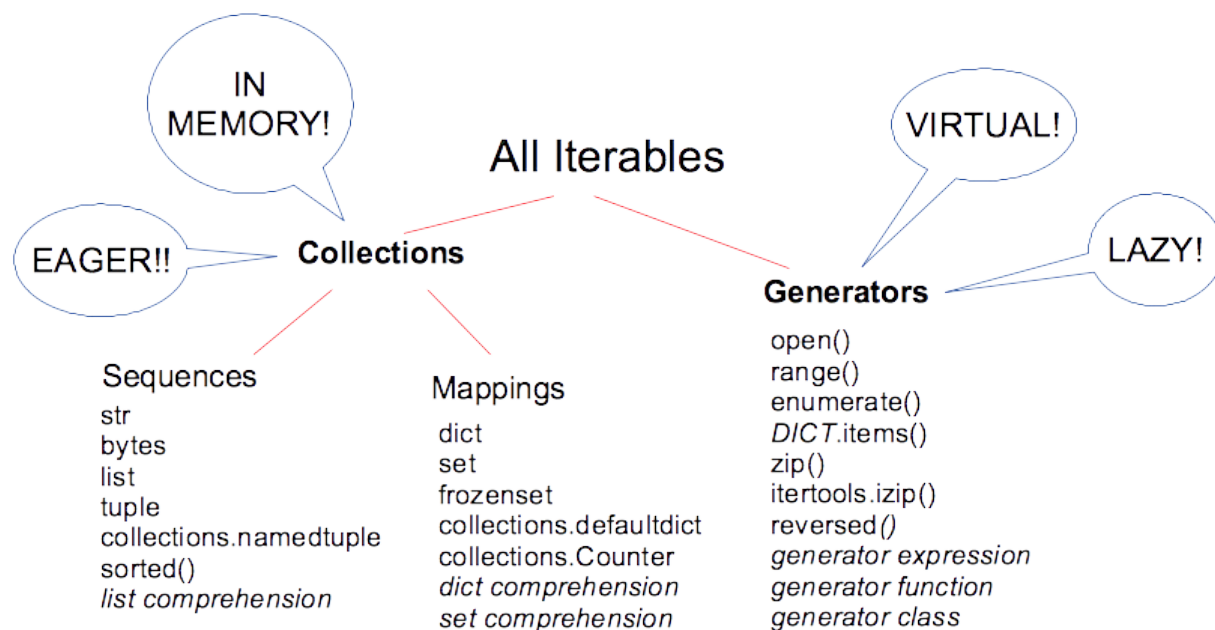 IN
MEMORY!
VIRTUAL!
All Iterables
EAGER!!
Collections
LAZY!
Generators
Sequences
str
bytes
list
tuple
collections.namedtuple
sorted()
list comprehension
Mappings
dict
set
frozenset
collections.defaultdict
collections.Counter
dict comprehension
set comprehension
open()
range()
enumerate()
DICT.items()
zip()
itertools.izip()
reversed()
generator expression
generator function
generator class